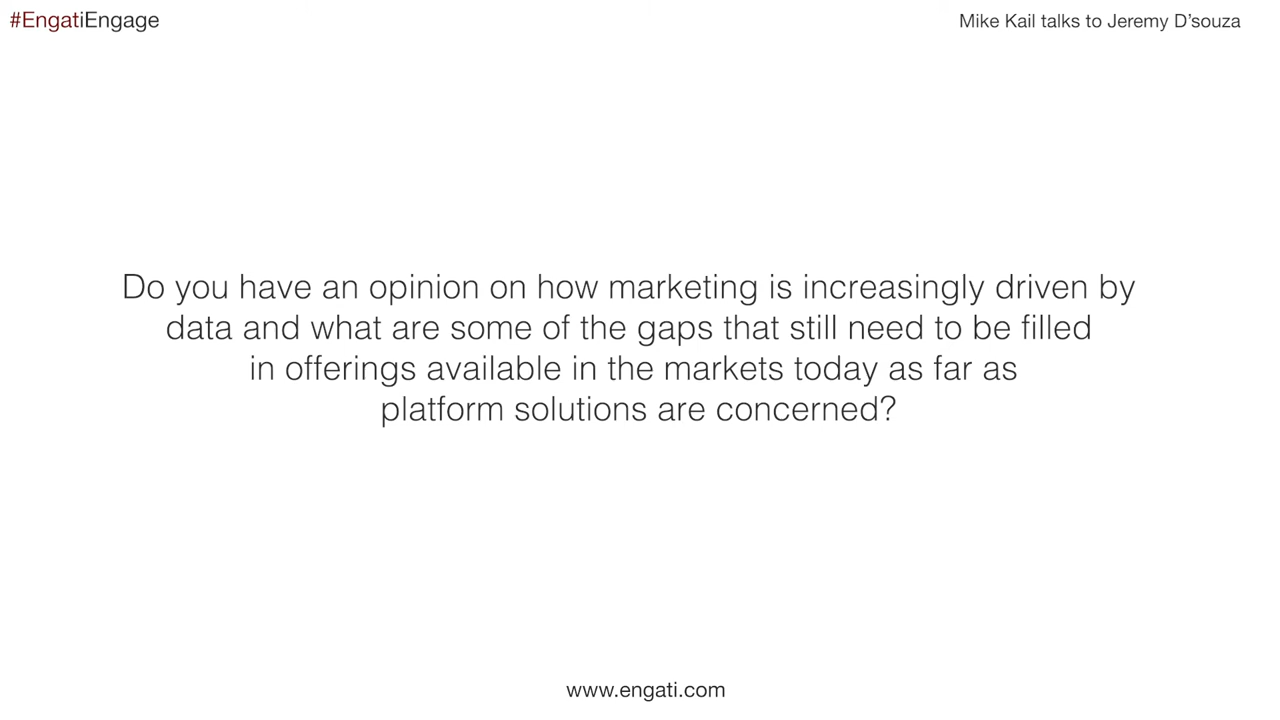 #EngatiEngage
Mike Kail talks to Jeremy D'souza
Do you have an opinion on how marketing is increasingly driven by
data and what are some of the gaps that still need to be filled
in offerings available in the markets today as far as
platform solutions are concerned?
www.engati.com